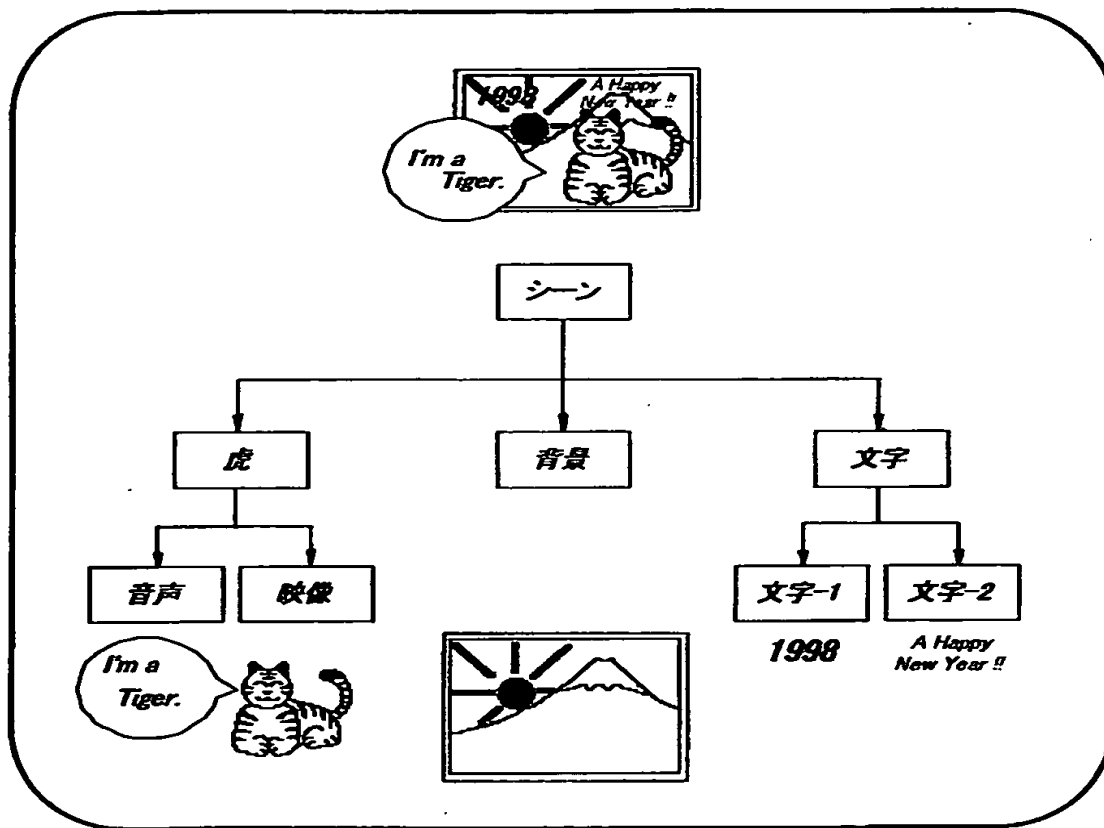 1998
A Happy
New Year !!
I'm a
Tiger.
シーン
虎
背景
文字
音声
映像
文字-1
文字-2
1998
A Happy
New Year !!
I'm a
Tiger.